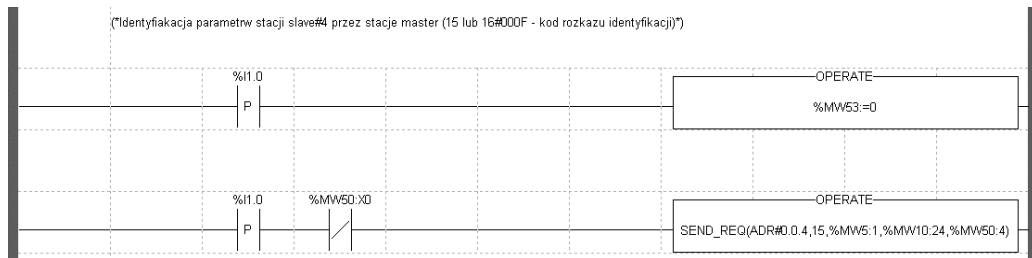 (*Identyfiakacja parametrw stacji slave#4 przez stacje master (15 lub 16#000F - kod rozkazu identyfikacji)*)
%I1.0
OPERATE
P
%MW53:=0
%I1.0
%MW50:X0
OPERATE
P
SEND_REQ(ADR#0.0.4,15,%MW5:1,%MW10:24,%MW50:4)